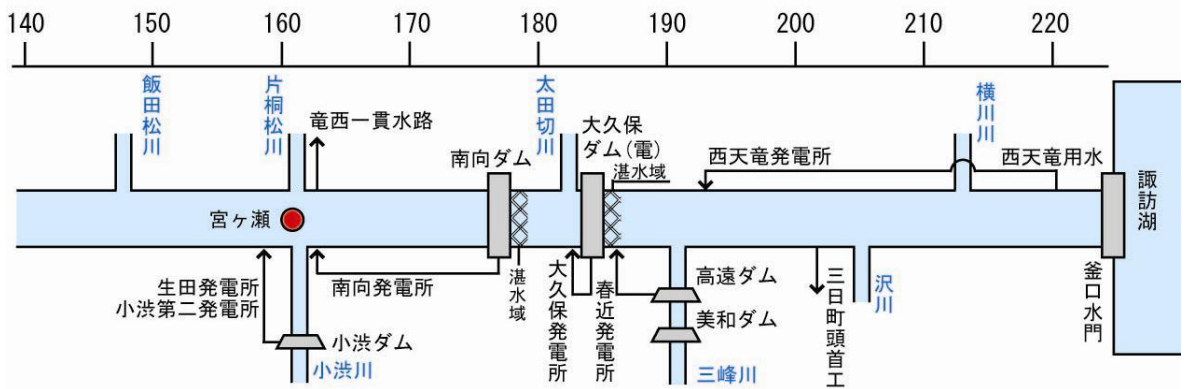 140 150 160 170 180 190 200 210 220
飯田松川
片桐松川
竜西一貫水路
南向ダム
太田切川
大久保
ダム(電)
湛水域
西天竜発電所
横川川
西天竜用水
諏訪湖
宮ヶ瀬
生田発電所
小渋第二発電所
南向発電所
小渋ダム
小渋川
湛水域
大久保発電所
春近発電所
高遠ダム
美和ダム
三峰川
三日町頭首工
沢川
釜口水門